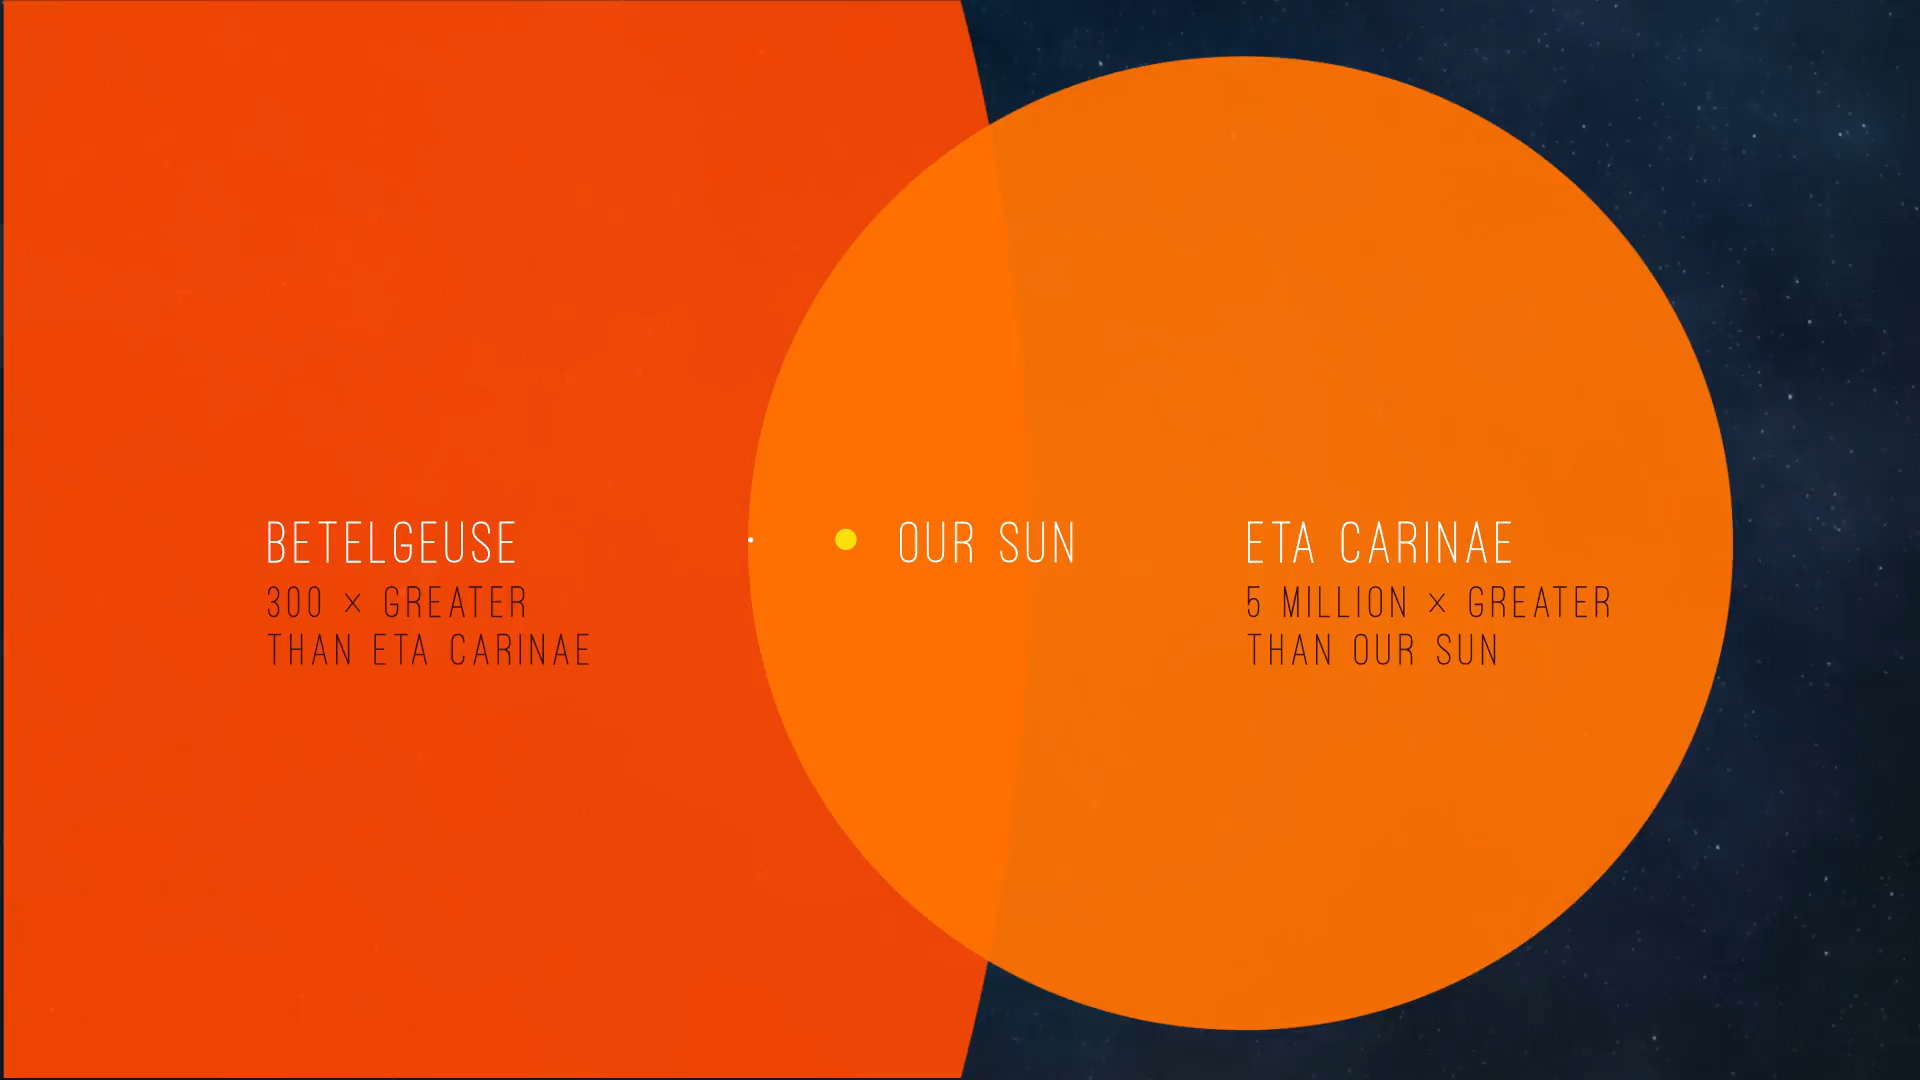 BETELGEUSE
300 × GREATER
THAN ETA CARINAE
OUR SUN
ETA CARINAE
5 MILLION × GREATER
THAN OUR SUN